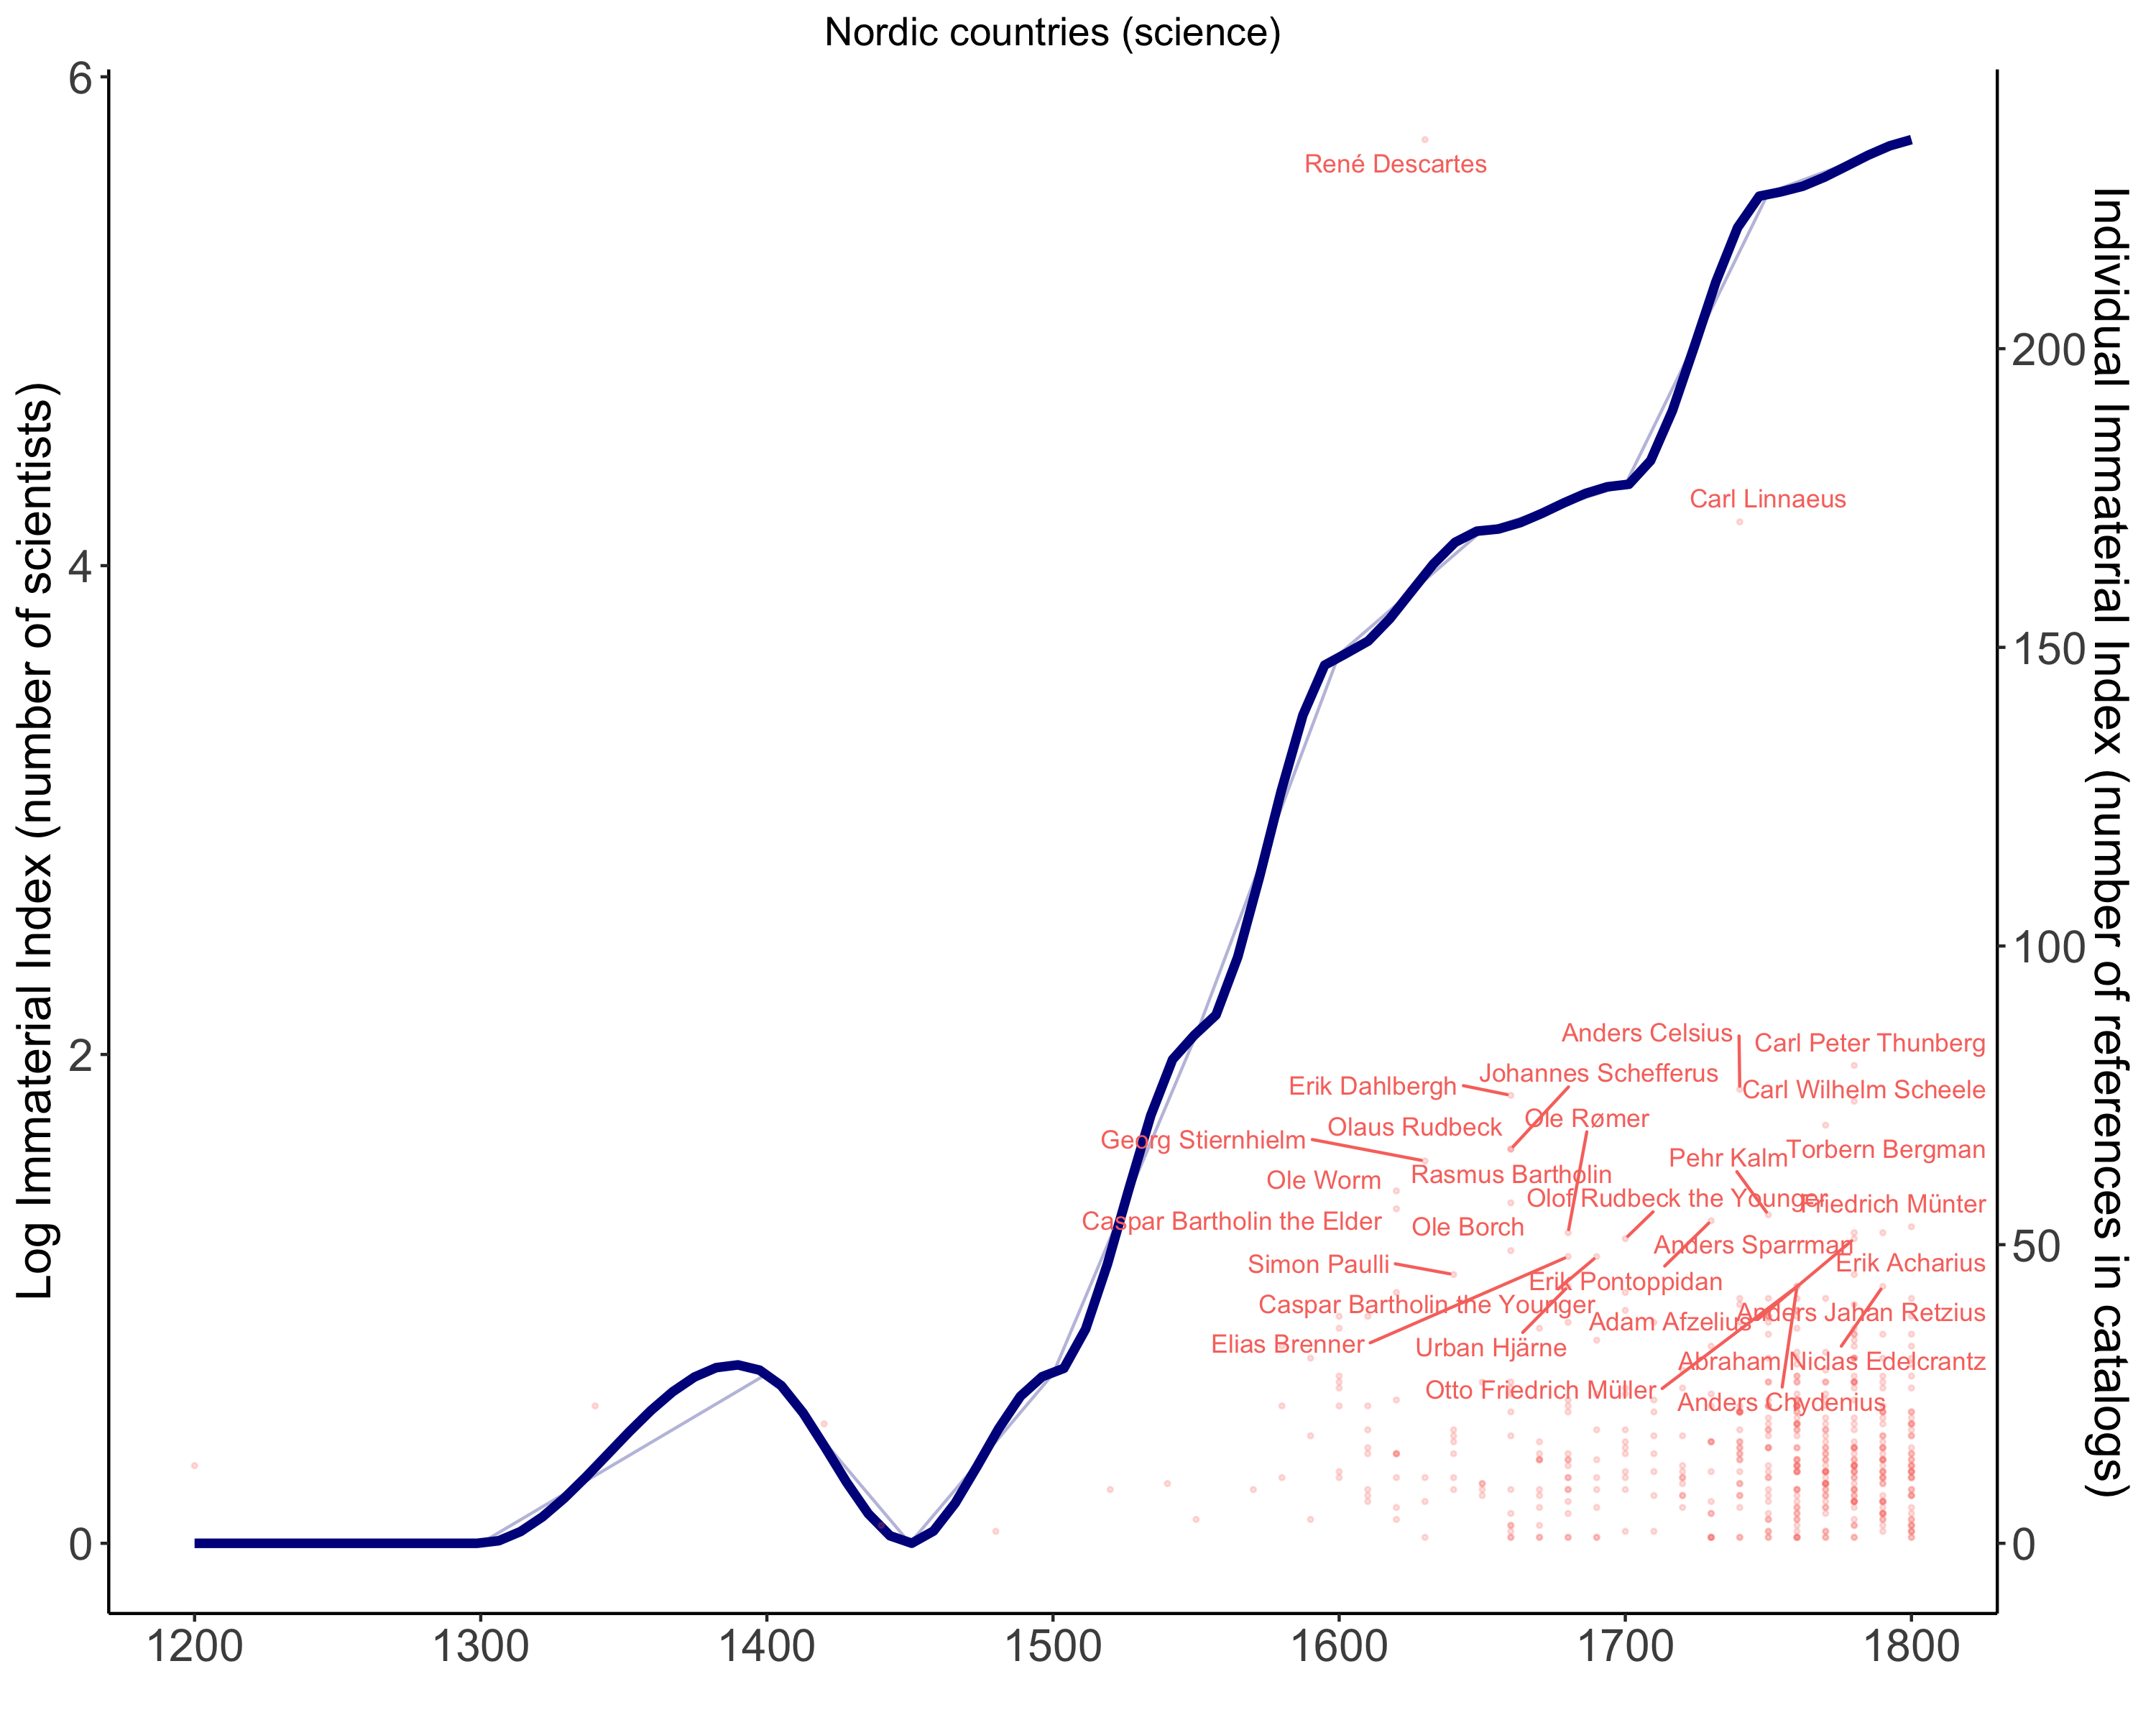 Nordic countries (science)
6
4
2
0
Log Immaterial Index (number of scientists)
200
150
100
50
0
Individual Immaterial Index (number of references in catalogs)
1200
1300
1400
1500
1600
1700
1800
René Descartes
Carl Linnaeus
Anders Celsius
Carl Peter Thunberg
Johannes Schefferus
Erik Dahlbergh
Carl Wilhelm Scheele
Ole Rømer
Olaus Rudbeck
Georg Stiernhielm
Torbern Bergman
Pehr Kalm
Rasmus Bartholin
Ole Worm
Olof Rudbeck the Younger
Friedrich Münter
Caspar Bartholin the Elder
Ole Borch
Anders Sparrman
Simon Paulli
Erik Acharius
Erik Pontoppidan
Caspar Bartholin the Younger
Anders Jahan Retzius
Adam Afzelius
Elias Brenner
Urban Hjärne
Abraham Niclas Edelcrantz
Otto Friedrich Müller
Anders Chydenius